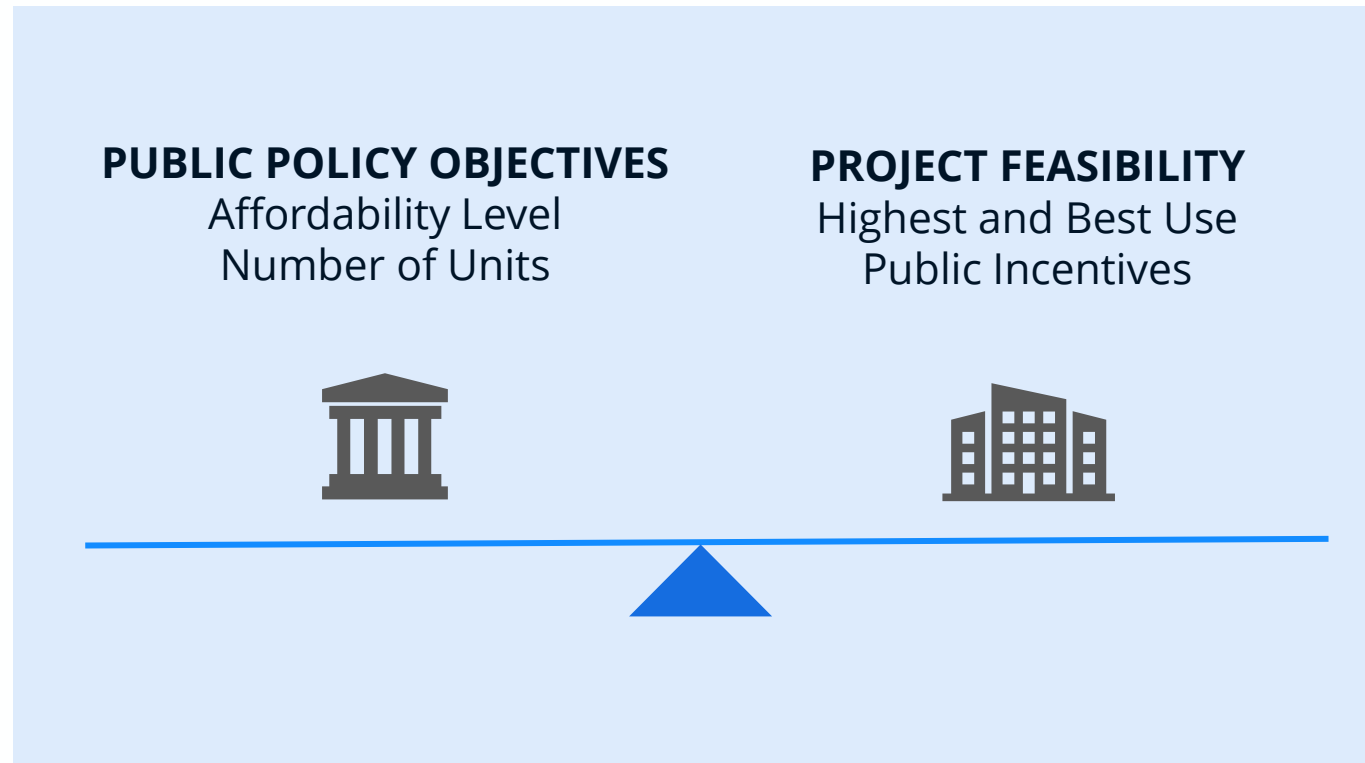 PUBLIC POLICY OBJECTIVES
Affordability Level
Number of Units
PROJECT FEASIBILITY
Highest and Best Use
Public Incentives